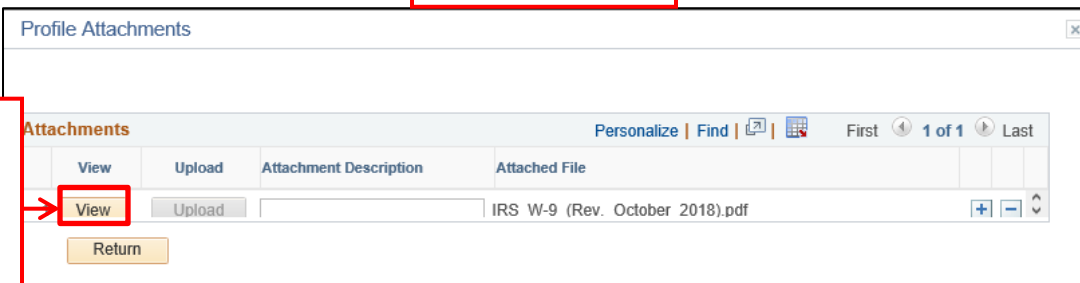 Profile Attachments
Attachments Personalize | Find | | First 1 of 1 Last
View Upload Attachment Description Attached File
View Upload IRS W-9 (Rev. October 2018).pdf
Return